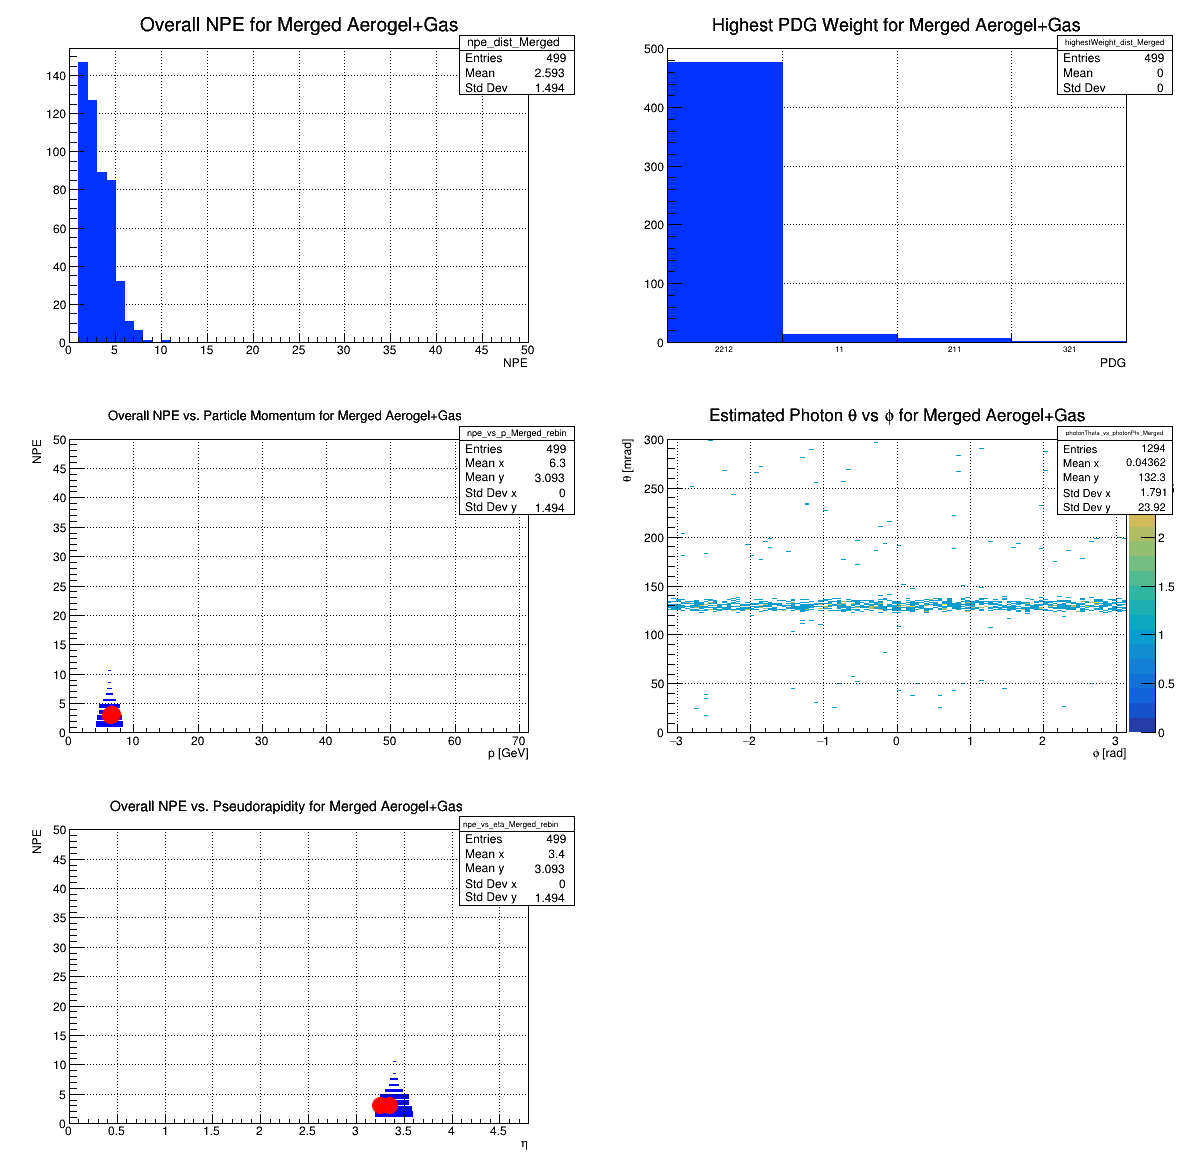 Overall NPE for Merged Aerogel+Gas
npe_dist_Merged
Entries 499
Mean 2.593
Std Dev 1.494
140
120
100
80
60
40
20
0
0 5 10 15 20 25 30 35 40 45 50
NPE
Highest PDG Weight for Merged Aerogel+Gas
highestWeight_dist_Merged
Entries 499
Mean 0
Std Dev 0
500
400
300
200
100
0
2212 11 211 321
PDG
Overall NPE vs. Particle Momentum for Merged Aerogel+Gas
npe_vs_p_Merged_rebin
Entries 499
Mean x 6.3
Mean y 3.093
Std Dev x 0
Std Dev y 1.494
NPE
50
45
40
35
30
25
20
15
10
5
0
0 10 20 30 40 50 60 70
p [GeV]
Estimated Photon θ vs ϕ for Merged Aerogel+Gas
photonTheta_vs_photonPhi_Merged
Entries 1294
Mean x 0.04362
Mean y 132.3
Std Dev x 1.791
Std Dev y 23.92
θ [mrad]
300
250
200
150
100
50
0
−3 −2 −1 0 1 2 3
ϕ [rad]
2
1
0.5
0
Overall NPE vs. Pseudorapidity for Merged Aerogel+Gas
npe_vs_eta_Merged_rebin
Entries 499
Mean x 3.4
Mean y 3.093
Std Dev x 0
Std Dev y 1.494
NPE
50
45
40
35
30
25
20
15
10
5
0
0 0.5 1 1.5 2 2.5 3 3.5 4 4.5
η